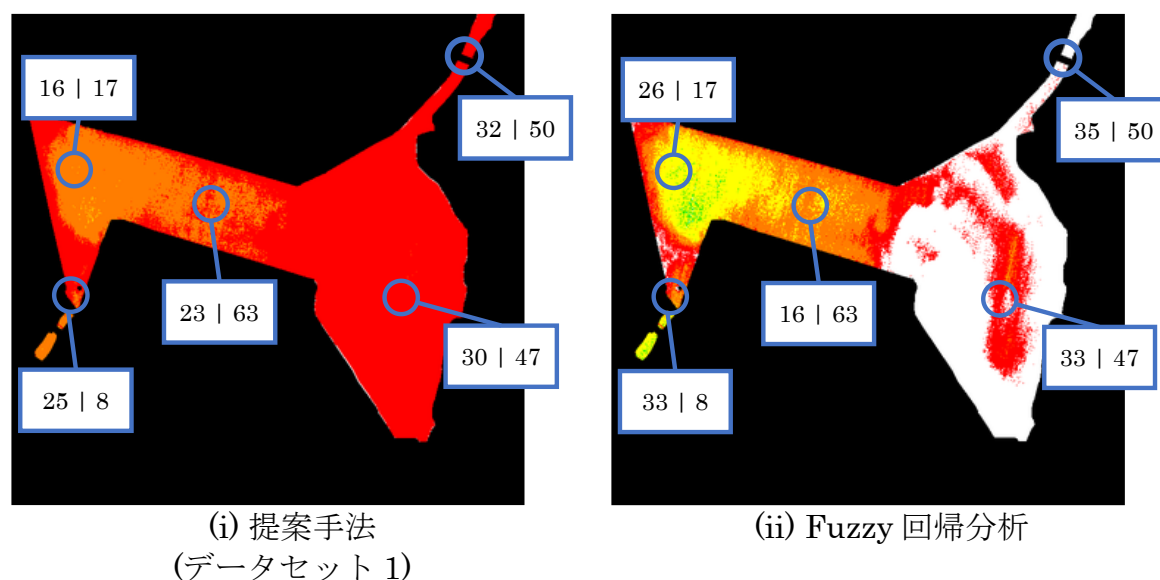 16 | 17
32 | 50
23 | 63
30 | 47
25 | 8
(i) 提案手法
(データセット 1)
26 | 17
35 | 50
16 | 63
33 | 47
33 | 8
(ii) Fuzzy 回帰分析